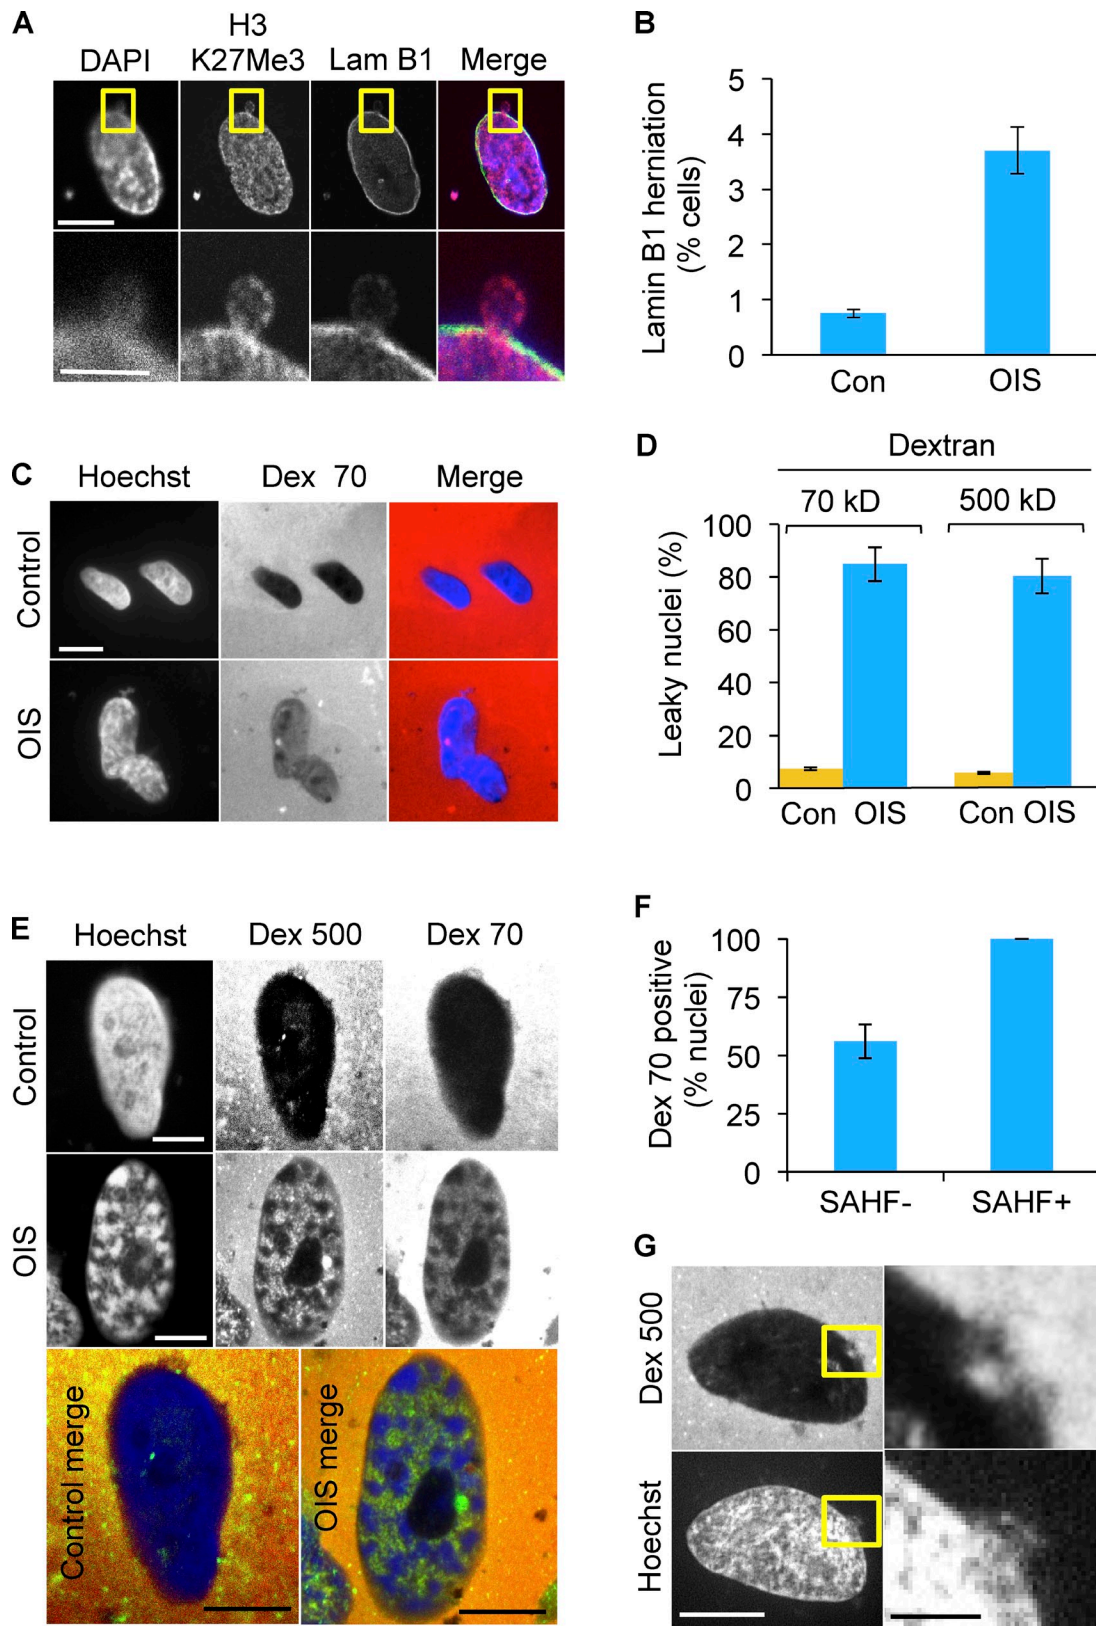 A
H3
DAPI K27Me3 Lam B1 Merge
B
Lamin B1 herniation
(% cells)
5
4
3
2
1
0
Con OIS
C
Hoechst Dex 70 Merge
Control
OIS
D
Dextran
70 kD 500 kD
Leaky nuclei (%)
100
80
60
40
20
0
Con OIS Con OIS
E
Hoechst Dex 500 Dex 70
Control
OIS
Control merge
OIS merge
F
Dex 70 positive
(% nuclei)
100
75
50
25
0
SAHF- SAHF+
G
Dex 500
Hoechst